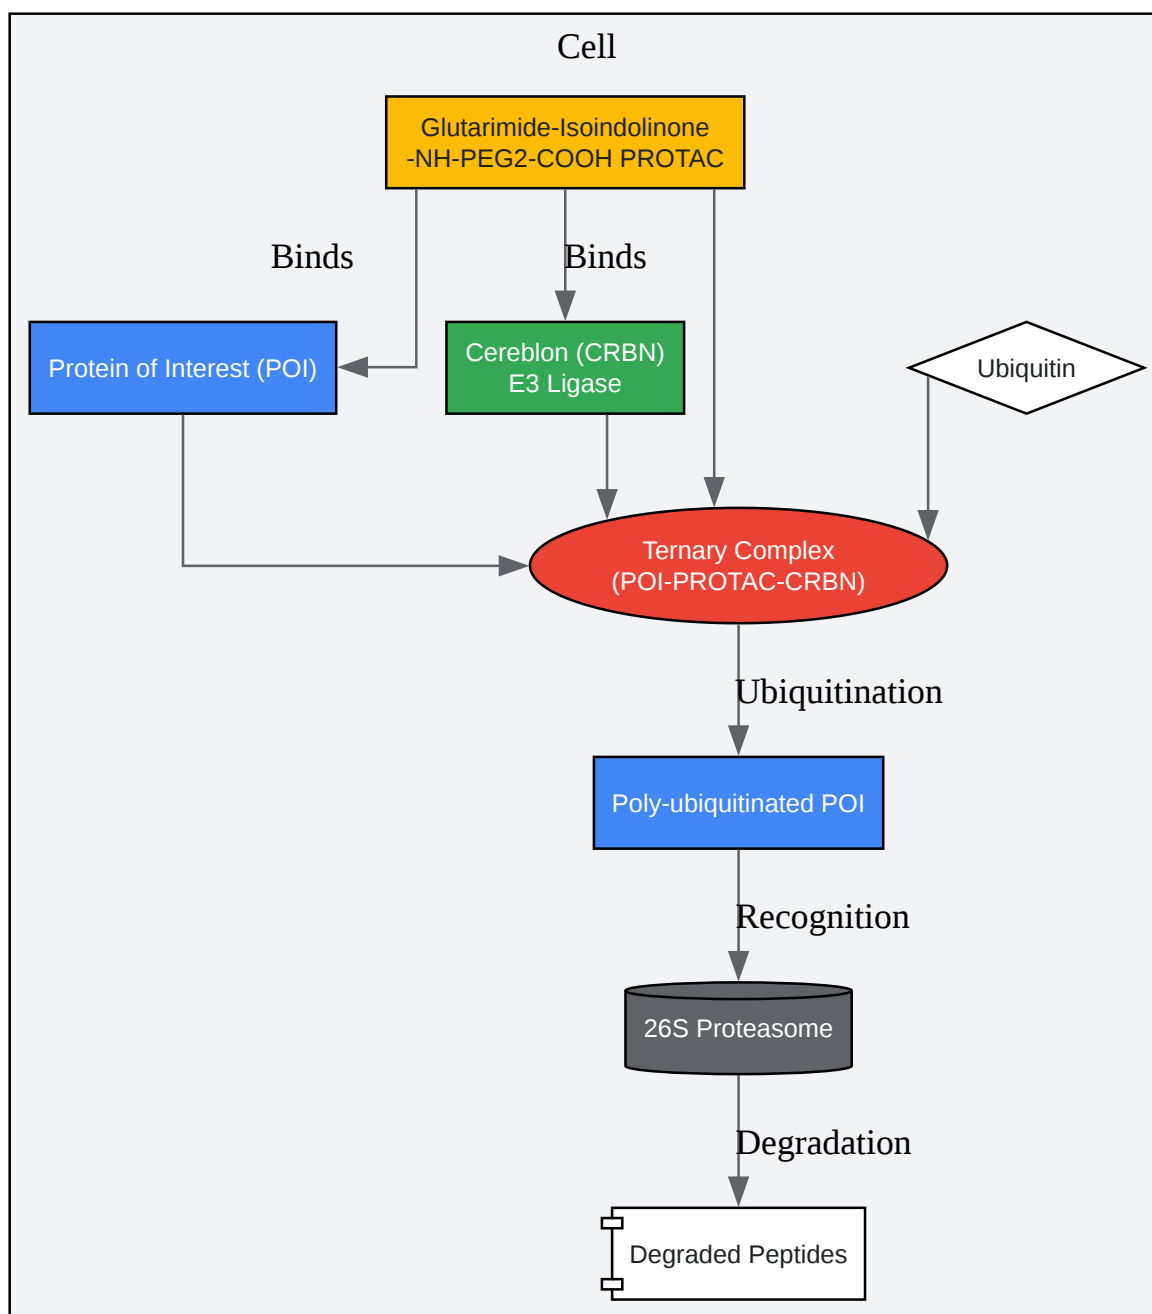 Cell
Glutarimide-Isoindolinone
-NH-PEG2-COOH PROTAC
Binds
Binds
Protein of Interest (POI)
Cereblon (CRBN)
E3 Ligase
Ubiquitin
Ternary Complex
(POI-PROTAC-CRBN)
Ubiquitination
Poly-ubiquitinated POI
Recognition
26S Proteasome
Degradation
Degraded Peptides